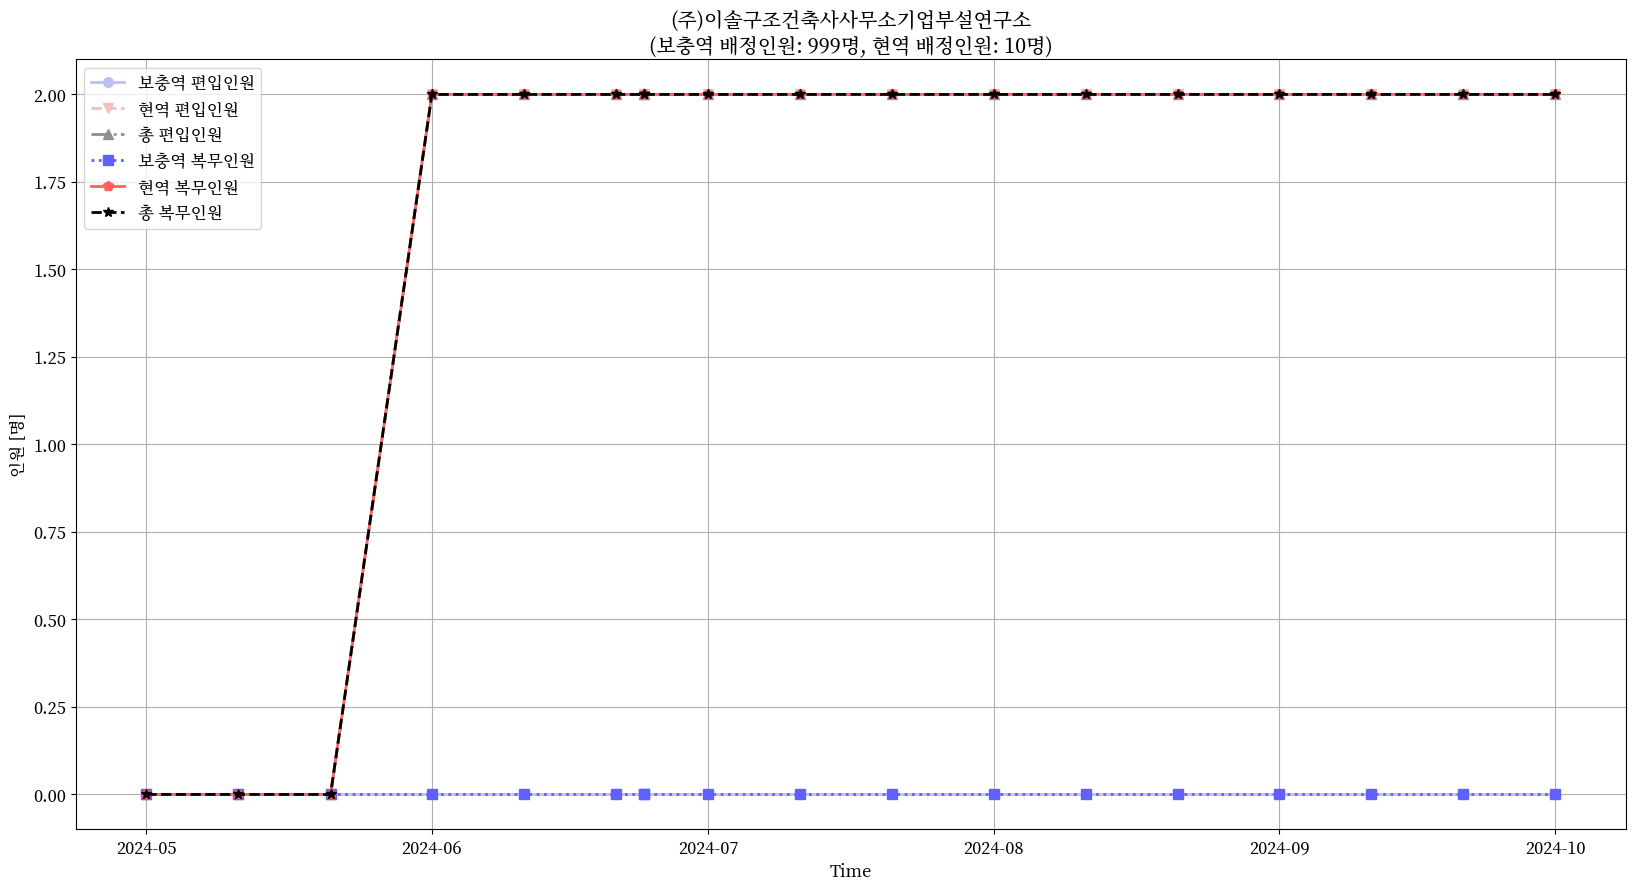 (주)이솔구조건축사사무소기업부설연구소
(보충역 배정인원: 999명, 현역 배정인원: 10명)
보충역 편입인원
현역 편입인원
총 편입인원
보충역 복무인원
현역 복무인원
총 복무인원
인원 [명]
2.00
1.75
1.50
1.25
1.00
0.75
0.50
0.25
0.00
2024-05
2024-06
2024-07
2024-08
2024-09
2024-10
Time